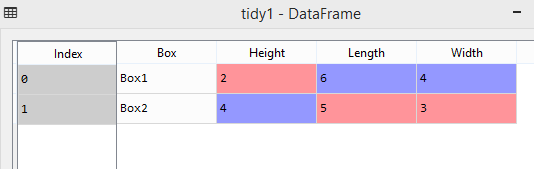 tidy1 - DataFrame
Index Box Height Length Width
0 Box1 2 6 4
1 Box2 4 5 3